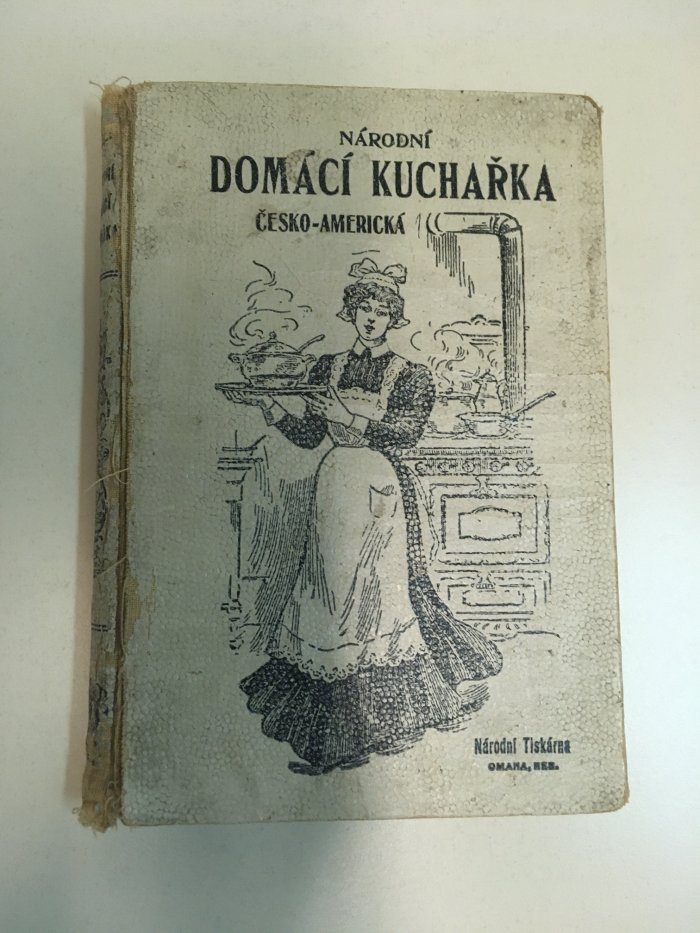 NÁRODNÍ
DOMÁCÍ KUCHAŘKA
ČESKO-AMERICKÁ
Národní Tiskárna
OMAHA, NEB.